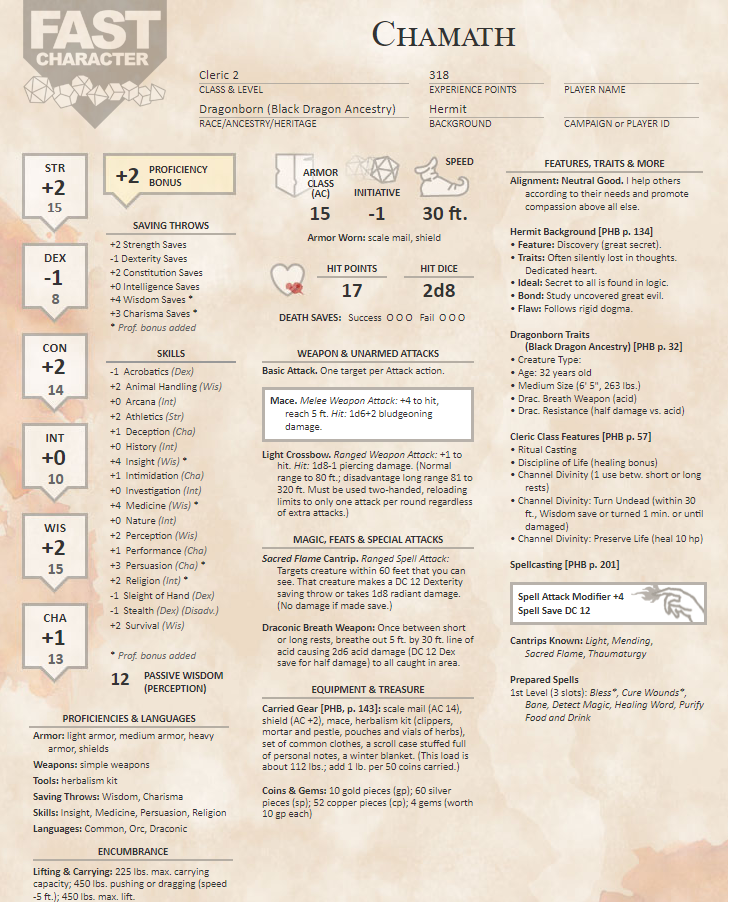 FAST
CHARACTER
CHAMATH
Cleric 2
318
CLASS & LEVEL
EXPERIENCE POINTS
PLAYER NAME
Dragonborn (Black Dragon Ancestry)
Hermit
RACE/ANCESTRY/HERITAGE
BACKGROUND
CAMPAIGN or PLAYER ID
STR
+2
15
DEX
-1
8
CON
+2
14
INT
+0
10
WIS
+2
15
CHA
+1
13
+2
PROFICIENCY
BONUS
SAVING THROWS
+2 Strength Saves
-1 Dexterity Saves
+2 Constitution Saves
+0 Intelligence Saves
+4 Wisdom Saves *
+3 Charisma Saves *
* Prof. bonus added
SKILLS
-1 Acrobatics (Dex)
+2 Animal Handling (Wis)
+0 Arcana (Int)
+2 Athletics (Str)
+1 Deception (Cha)
+0 History (Int)
+4 Insight (Wis) *
+1 Intimidation (Cha)
+0 Investigation (Int)
+4 Medicine (Wis) *
+0 Nature (Int)
+2 Perception (Wis)
+1 Performance (Cha)
+3 Persuasion (Cha) *
+2 Religion (Int) *
-1 Sleight of Hand (Dex)
-1 Stealth (Dex) (Disadv.)
+2 Survival (Wis)
* Prof. bonus added
12
PASSIVE WISDOM
(PERCEPTION)
PROFICIENCIES & LANGUAGES
Armor: light armor, medium armor, heavy
armor, shields
Weapons: simple weapons
Tools: herbalism kit
Saving Throws: Wisdom, Charisma
Skills: Insight, Medicine, Persuasion, Religion
Languages: Common, Orc, Draconic
ENCUMBRANCE
Lifting & Carrying: 225 lbs. max. carrying
capacity; 450 lbs. pushing or dragging (speed
-5 ft.); 450 lbs. max. lift.
ARMOR
CLASS
(AC)
15
INITIATIVE
-1
SPEED
30 ft.
Armor Worn: scale mail, shield
HIT POINTS
17
HIT DICE
2d8
DEATH SAVES: Success O O O Fail O O O
WEAPON & UNARMED ATTACKS
Basic Attack. One target per Attack action.
Mace. Melee Weapon Attack: +4 to hit,
reach 5 ft. Hit: 1d6+2 bludgeoning
damage.
Light Crossbow. Ranged Weapon Attack: +1 to
hit. Hit: 1d8-1 piercing damage. (Normal
range to 80 ft.; disadvantage long range 81 to
320 ft. Must be used two-handed, reloading
limits to only one attack per round regardless
of extra attacks.)
MAGIC, FEATS & SPECIAL ATTACKS
Sacred Flame Cantrip. Ranged Spell Attack:
Targets creature within 60 feet that you can
see. That creature makes a DC 12 Dexterity
saving throw or takes 1d8 radiant damage.
(No damage if made save.)
Draconic Breath Weapon: Once between short
or long rests, breathe out 5 ft. by 30 ft. line of
acid causing 2d6 acid damage (DC 12 Dex
save for half damage) to all caught in area.
EQUIPMENT & TREASURE
Carried Gear [PHB, p. 143]: scale mail (AC 14),
shield (AC +2), mace, herbalism kit (clippers,
mortar and pestle, pouches and vials of herbs),
set of common clothes, a scroll case stuffed full
of personal notes, a winter blanket. (This load is
about 112 lbs.; add 1 lb. per 50 coins carried.)
Coins & Gems: 10 gold pieces (gp); 60 silver
pieces (sp); 52 copper pieces (cp); 4 gems (worth
10 gp each)
FEATURES, TRAITS & MORE
Alignment: Neutral Good. I help others
according to their needs and promote
compassion above all else.
Hermit Background [PHB p. 134]
• Feature: Discovery (great secret).
• Traits: Often silently lost in thoughts.
Dedicated heart.
• Ideal: Secret to all is found in logic.
• Bond: Study uncovered great evil.
• Flaw: Follows rigid dogma.
Dragonborn Traits
(Black Dragon Ancestry) [PHB p. 32]
• Creature Type:
• Age: 32 years old
• Medium Size (6' 5", 263 lbs.)
• Drac. Breath Weapon (acid)
• Drac. Resistance (half damage vs. acid)
Cleric Class Features [PHB p. 57]
• Ritual Casting
• Discipline of Life (healing bonus)
• Channel Divinity (1 use betw. short or long
rests)
• Channel Divinity: Turn Undead (within 30
ft., Wisdom save or turned 1 min. or until
damaged)
• Channel Divinity: Preserve Life (heal 10 hp)
Spellcasting [PHB p. 201]
Spell Attack Modifier +4
Spell Save DC 12
Cantrips Known: Light, Mending,
Sacred Flame, Thaumaturgy
Prepared Spells
1st Level (3 slots): Bless*, Cure Wounds*,
Bane, Detect Magic, Healing Word, Purify
Food and Drink